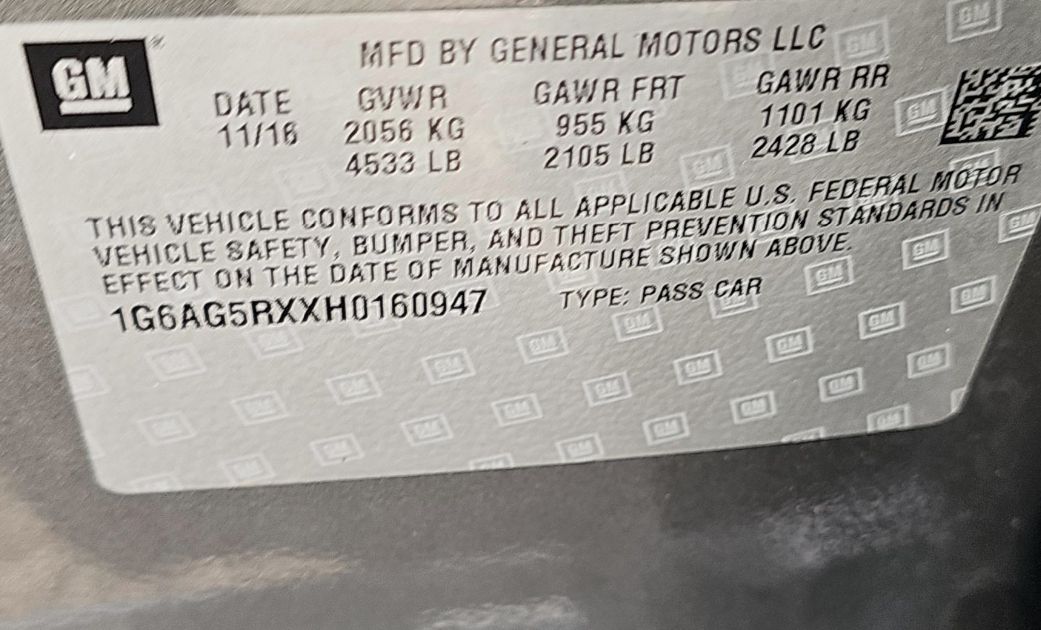 GM
MFD BY GENERAL MOTORS LLC
DATE GVWR GAWR FRT GAWR RR
11/16 2056 KG 955 KG 1101 KG
4533 LB 2105 LB 2428 LB
THIS VEHICLE CONFORMS TO ALL APPLICABLE U.S. FEDERAL MOTOR
VEHICLE SAFETY, BUMPER, AND THEFT PREVENTION STANDARDS IN
EFFECT ON THE DATE OF MANUFACTURE SHOWN ABOVE.
1G6AG5RXXH0160947 TYPE: PASS CAR